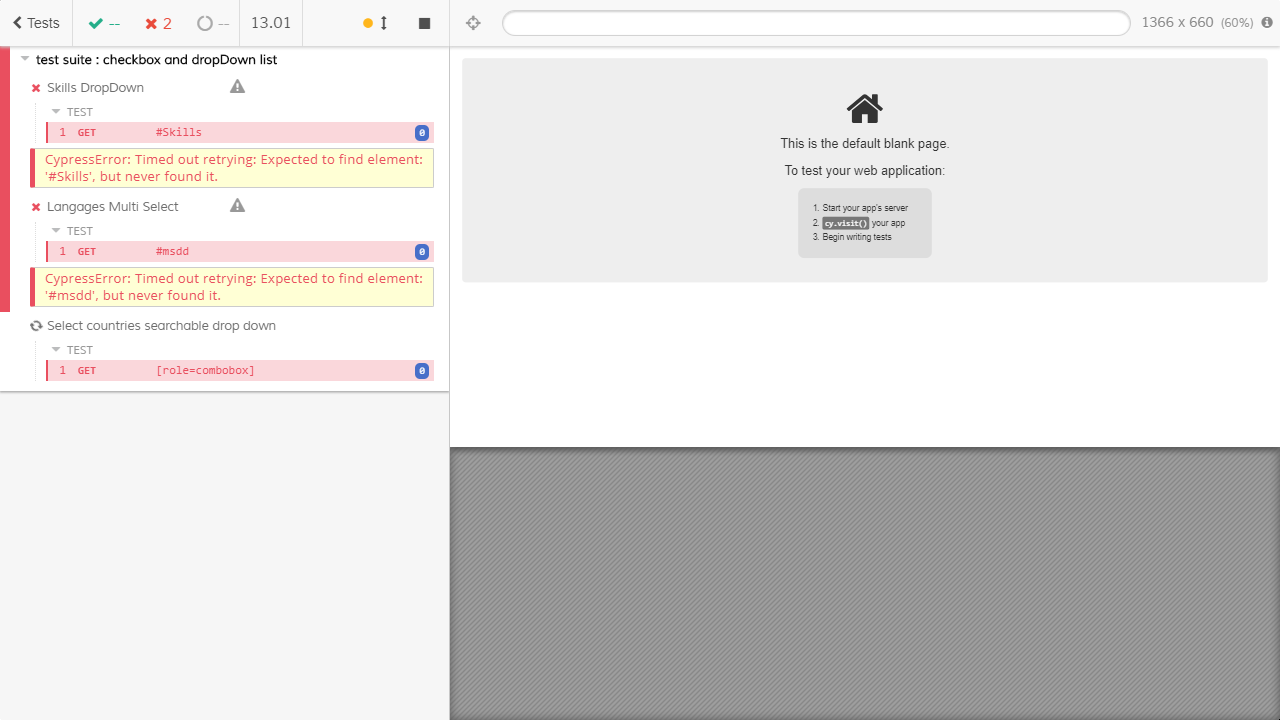 Tests
--
2
--
13.01
1366 x 660 (60%)
test suite : checkbox and dropDown list
Skills DropDown
TEST
1 GET #Skills 0
CypressError: Timed out retrying: Expected to find element:
'#Skills', but never found it.
Langages Multi Select
TEST
1 GET #msdd 0
CypressError: Timed out retrying: Expected to find element:
'#msdd', but never found it.
Select countries searchable drop down
TEST
1 GET [role=combobox] 0
This is the default blank page.
To test your web application:
1. Start your app's server
2. cy.visit() your app
3. Begin writing tests